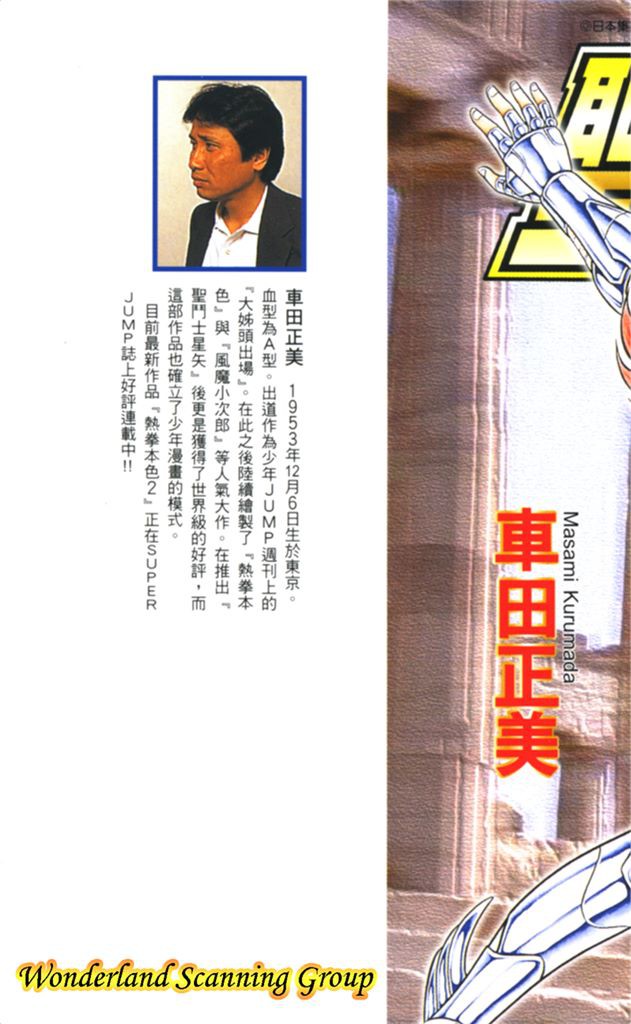 ©日本集
聖
車田正美 1953年12月6日生於東京。
血型為A型。出道作為少年JUMP週刊上的
『大姊頭出場』。在此之後陸續繪製了『熱拳本
色』與『風魔小次郎』等人氣大作。在推出『
聖鬥士星矢』後更是獲得了世界級的好評，而
這部作品也確立了少年漫畫的模式。
目前最新作品『熱拳本色2』正在SUPER
JUMP誌上好評連載中!!
Masami Kurumada
車田正美
Wonderland Scanning Group